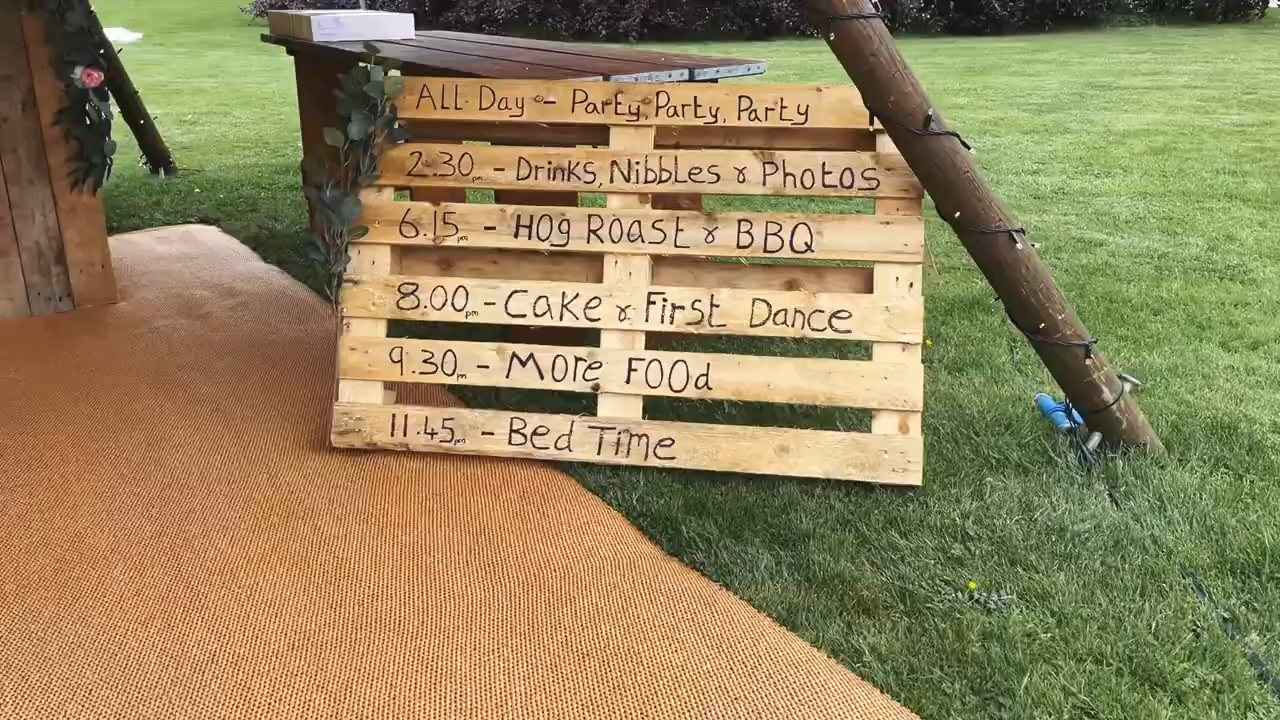 All Day - Party, Party, Party
2.30pm - Drinks, Nibbles & Photos
6.15pm - Hog Roast & BBQ
8.00pm - Cake & First Dance
9.30pm - More Food
11.45pm - Bed Time